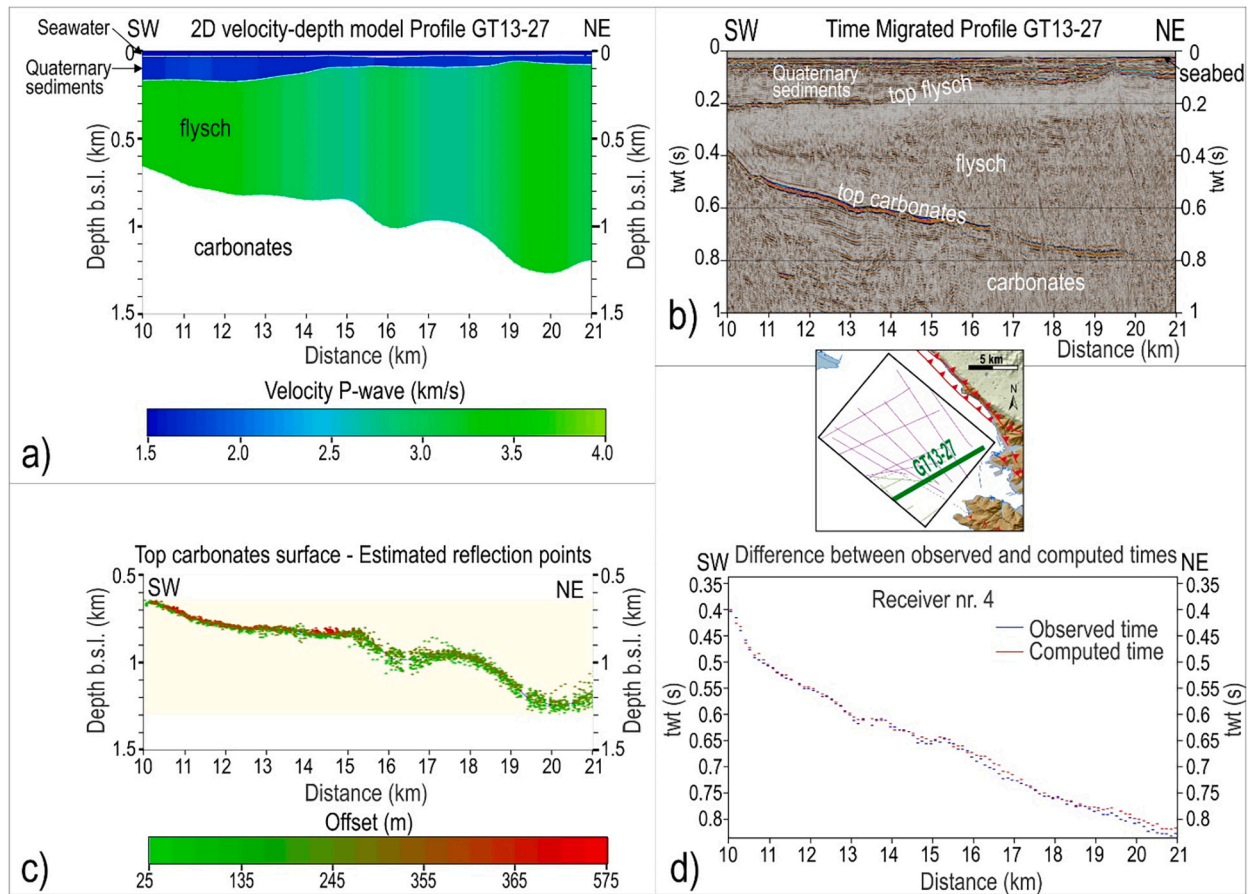 SW 2D velocity-depth model Profile GT13-27 NE
Seawater
Quaternary
sediments
flysch
carbonates
Depth b.s.l. (km)
0
0.5
1
1.5
Depth b.s.l. (km)
0
0.5
1
1.5
10 11 12 13 14 15 16 17 18 19 20 21
Distance (km)
Velocity P-wave (km/s)
1.5 2.0 2.5 3.0 3.5 4.0
a)
SW Time Migrated Profile GT13-27 NE
0
0.2
0.4
0.6
0.8
1
twt (s)
Quaternary
sediments
top flysch
flysch
top carbonates
carbonates
seabed
0
0.2
0.4
0.6
0.8
1
twt (s)
10 11 12 13 14 15 16 17 18 19 20 21
Distance (km)
b)
5 km
N
GT13-27
Top carbonates surface - Estimated reflection points
SW NE
0.5
1
1.5
Depth b.s.l. (km)
0.5
1
1.5
Depth b.s.l. (km)
10 11 12 13 14 15 16 17 18 19 20 21
Distance (km)
Offset (m)
25 135 245 355 365 575
c)
Difference between observed and computed times
SW NE
Receiver nr. 4
Observed time
Computed time
0.35
0.4
0.45
0.5
0.55
0.6
0.65
0.7
0.75
0.8
twt (s)
0.35
0.4
0.45
0.5
0.55
0.6
0.65
0.7
0.75
0.8
twt (s)
10 11 12 13 14 15 16 17 18 19 20 21
Distance (km)
d)